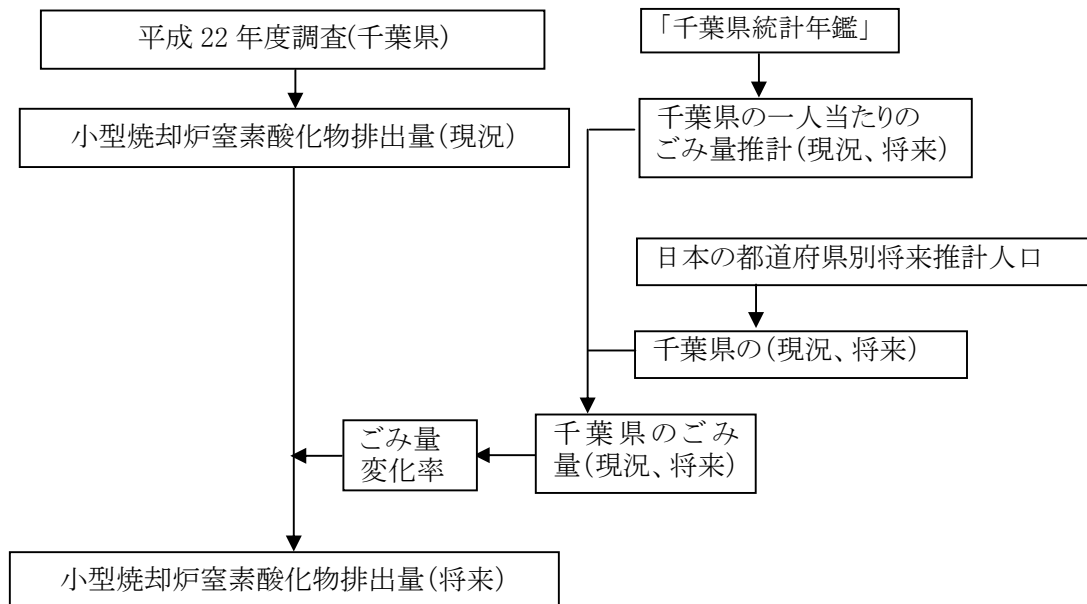 平成 22 年度調査(千葉県)
「千葉県統計年鑑」
小型焼却炉窒素酸化物排出量(現況)
千葉県の一人当たりの
ごみ量推計(現況、将来)
日本の都道府県別将来推計人口
千葉県の(現況、将来)
ごみ量
変化率
千葉県のごみ
量(現況、将来)
小型焼却炉窒素酸化物排出量(将来)